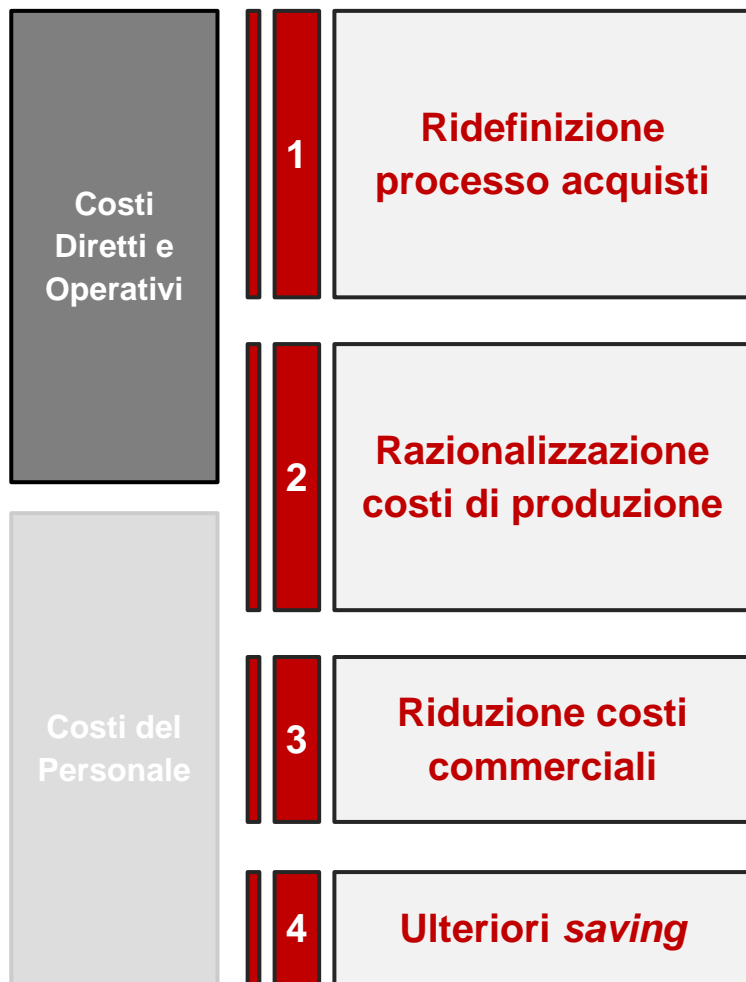 Costi
Diretti e
Operativi
1
Ridefinizione
processo acquisti
2
Razionalizzazione
costi di produzione
Costi del
Personale
3
Riduzione costi
commerciali
4
Ulteriori saving